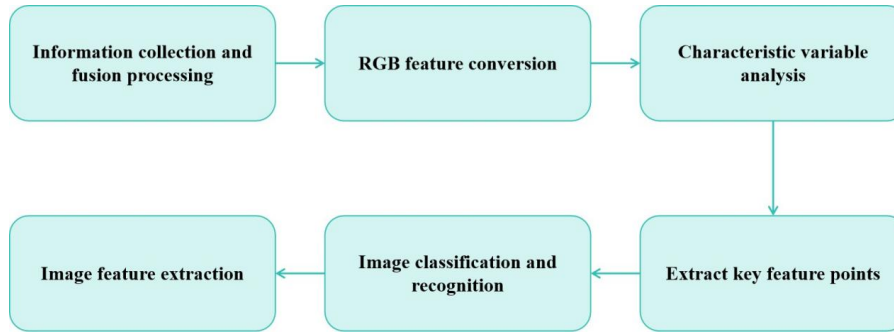 Information collection and
fusion processing
RGB feature conversion
Characteristic variable
analysis
Image feature extraction
Image classification and
recognition
Extract key feature points